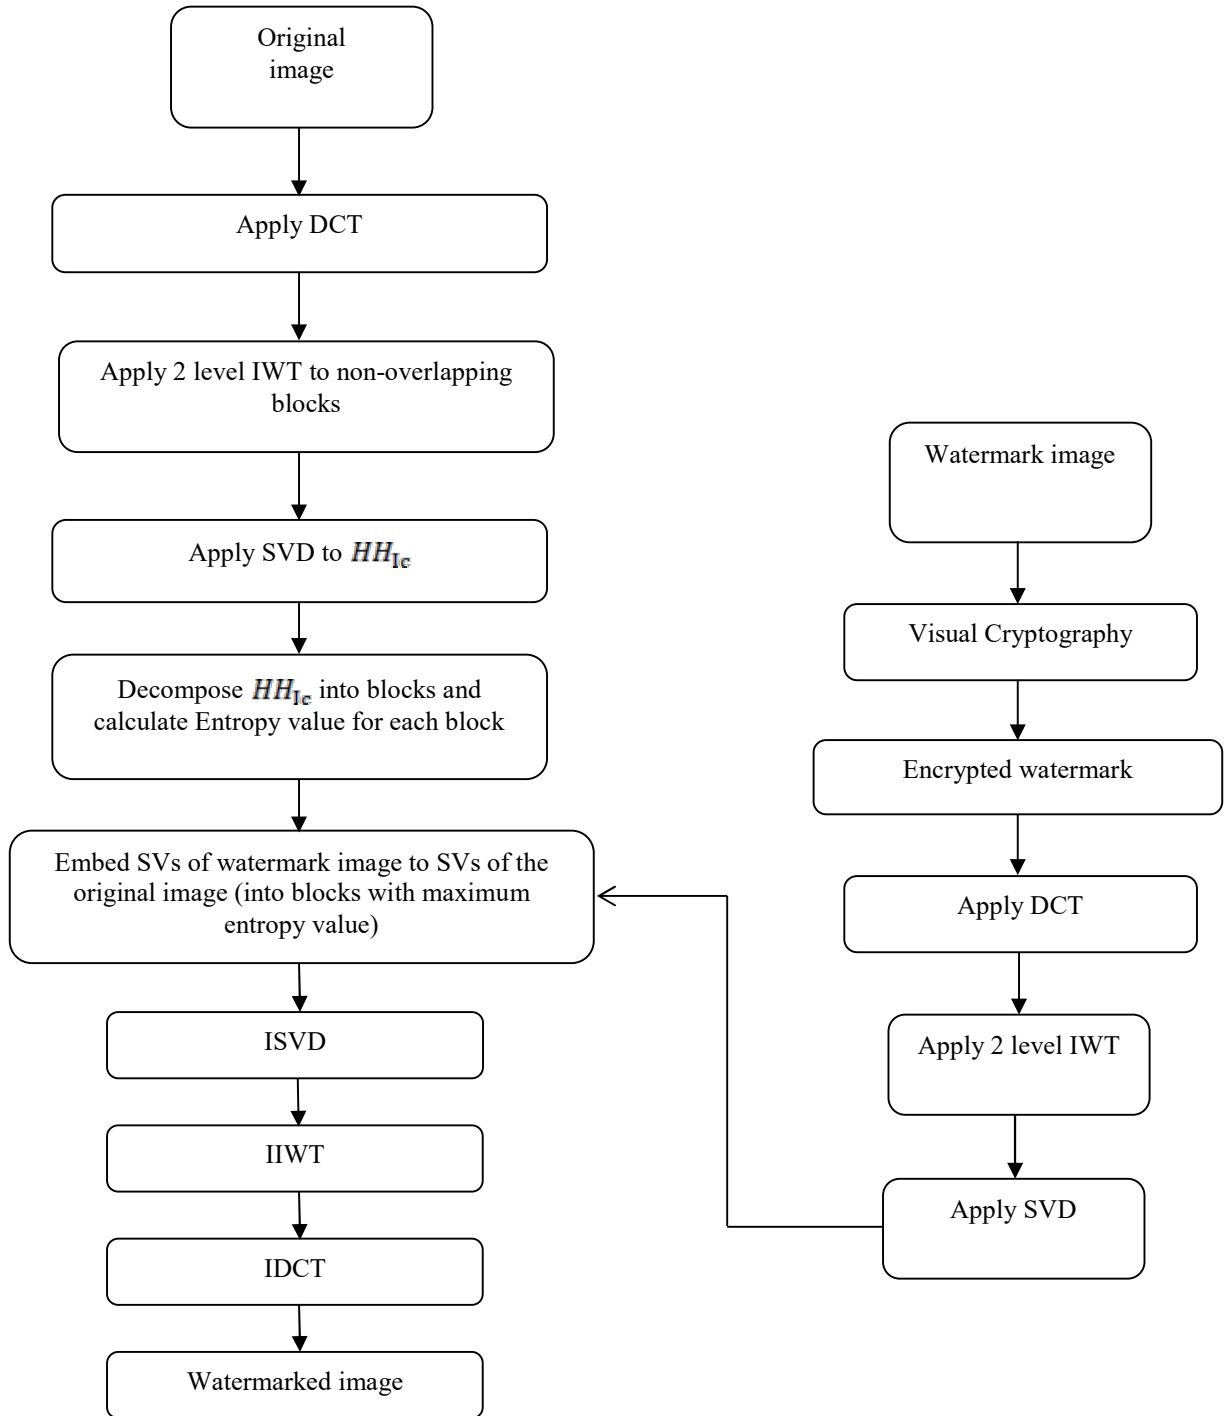 Original
image
Apply DCT
Apply 2 level IWT to non-overlapping
blocks
Apply SVD to HH_Ic
Decompose HH_Ic into blocks and
calculate Entropy value for each block
Embed SVs of watermark image to SVs of the
original image (into blocks with maximum
entropy value)
ISVD
IIWT
IDCT
Watermarked image
Watermark image
Visual Cryptography
Encrypted watermark
Apply DCT
Apply 2 level IWT
Apply SVD